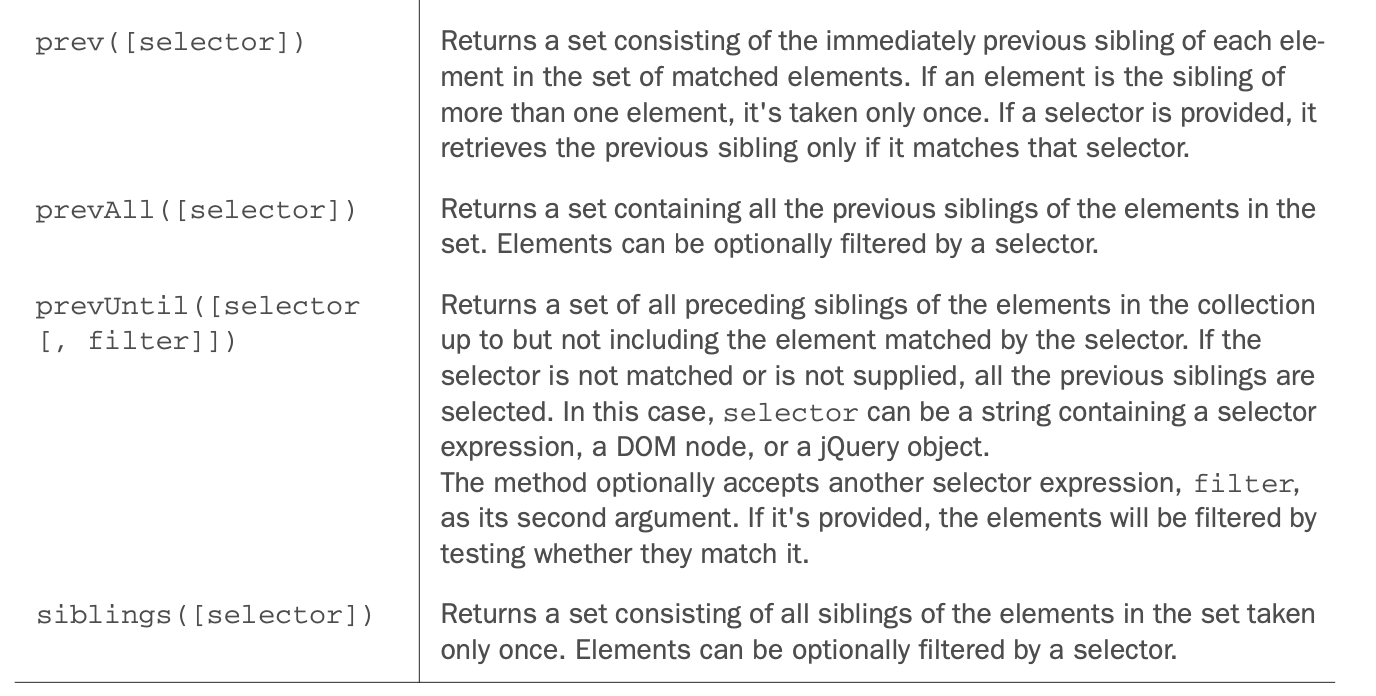 prev([selector])
Returns a set consisting of the immediately previous sibling of each ele-
ment in the set of matched elements. If an element is the sibling of
more than one element, it's taken only once. If a selector is provided, it
retrieves the previous sibling only if it matches that selector.
prevAll([selector])
Returns a set containing all the previous siblings of the elements in the
set. Elements can be optionally filtered by a selector.
prevUntil([selector
[, filter]])
Returns a set of all preceding siblings of the elements in the collection
up to but not including the element matched by the selector. If the
selector is not matched or is not supplied, all the previous siblings are
selected. In this case, selector can be a string containing a selector
expression, a DOM node, or a jQuery object.
The method optionally accepts another selector expression, filter,
as its second argument. If it's provided, the elements will be filtered by
testing whether they match it.
siblings([selector])
Returns a set consisting of all siblings of the elements in the set taken
only once. Elements can be optionally filtered by a selector.